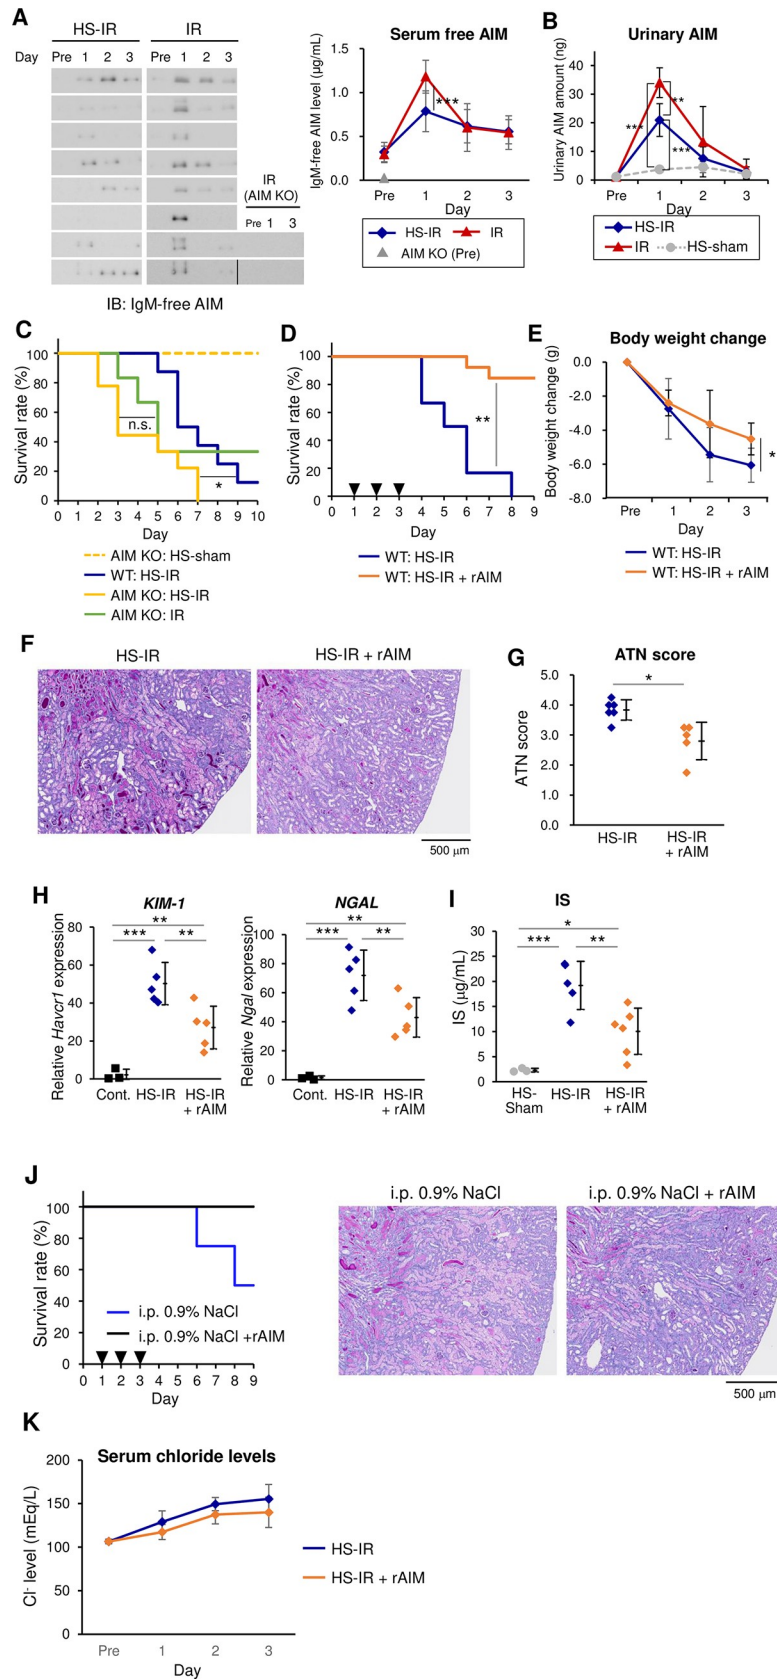 A
HS-IR IR
Day Pre 1 2 3 Pre 1 2 3
IR
(AIM KO)
Pre 1 3
IB: IgM-free AIM
Serum free AIM
IgM-free AIM level (μg/mL)
1.5
1.0
0.5
0.0
***
Pre 1 2 3
Day
HS-IR IR
AIM KO (Pre)
B
Urinary AIM
Urinary AIM amount (ng)
40
30
20
10
0
**
***
***
Pre 1 2 3
Day
HS-IR
IR HS-sham
C
Survival rate (%)
100
80
60
40
20
0
n.s.
*
0 1 2 3 4 5 6 7 8 9 10
Day
AIM KO: HS-sham
WT: HS-IR
AIM KO: HS-IR
AIM KO: IR
D
Survival rate (%)
100
80
60
40
20
0
**
0 1 2 3 4 5 6 7 8 9
Day
WT: HS-IR
WT: HS-IR + rAIM
E
Body weight change
Body weight change (g)
0.0
-2.0
-4.0
-6.0
-8.0
*
Pre 1 2 3
Day
WT: HS-IR
WT: HS-IR + rAIM
F
HS-IR HS-IR + rAIM
500 μm
G
ATN score
ATN score
5.0
4.0
3.0
2.0
1.0
0.0
*
HS-IR HS-IR
+ rAIM
H
KIM-1
Relative Havcr1 expression
80
60
40
20
0
**
*** **
Cont. HS-IR HS-IR
+ rAIM
NGAL
Relative Ngal expression
100
80
60
40
20
0
**
*** **
Cont. HS-IR HS-IR
+ rAIM
I
IS
IS (μg/mL)
30
25
20
15
10
5
0
*
*** **
HS-
Sham HS-IR HS-IR
+ rAIM
J
Survival rate (%)
100
80
60
40
20
0
i.p. 0.9% NaCl
i.p. 0.9% NaCl +rAIM
0 1 2 3 4 5 6 7 8 9
Day
i.p. 0.9% NaCl i.p. 0.9% NaCl + rAIM
500 μm
K
Serum chloride levels
Cl- level (mEq/L)
200
150
100
50
0
Pre 1 2 3
Day
HS-IR
HS-IR + rAIM